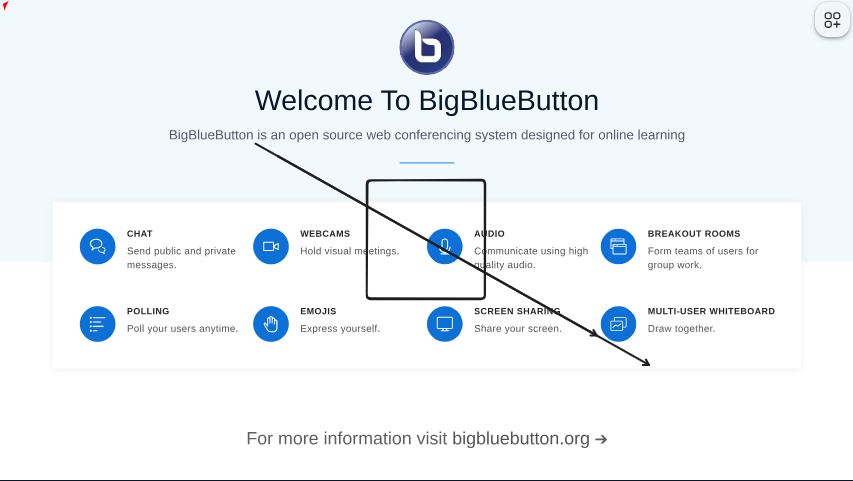 Welcome To BigBlueButton
BigBlueButton is an open source web conferencing system designed for online learning
CHAT
Send public and private
messages.
WEBCAMS
Hold visual meetings.
AUDIO
Communicate using high
quality audio.
BREAKOUT ROOMS
Form teams of users for
group work.
POLLING
Poll your users anytime.
EMOJIS
Express yourself.
SCREEN SHARING
Share your screen.
MULTI-USER WHITEBOARD
Draw together.
For more information visit bigbluebutton.org →